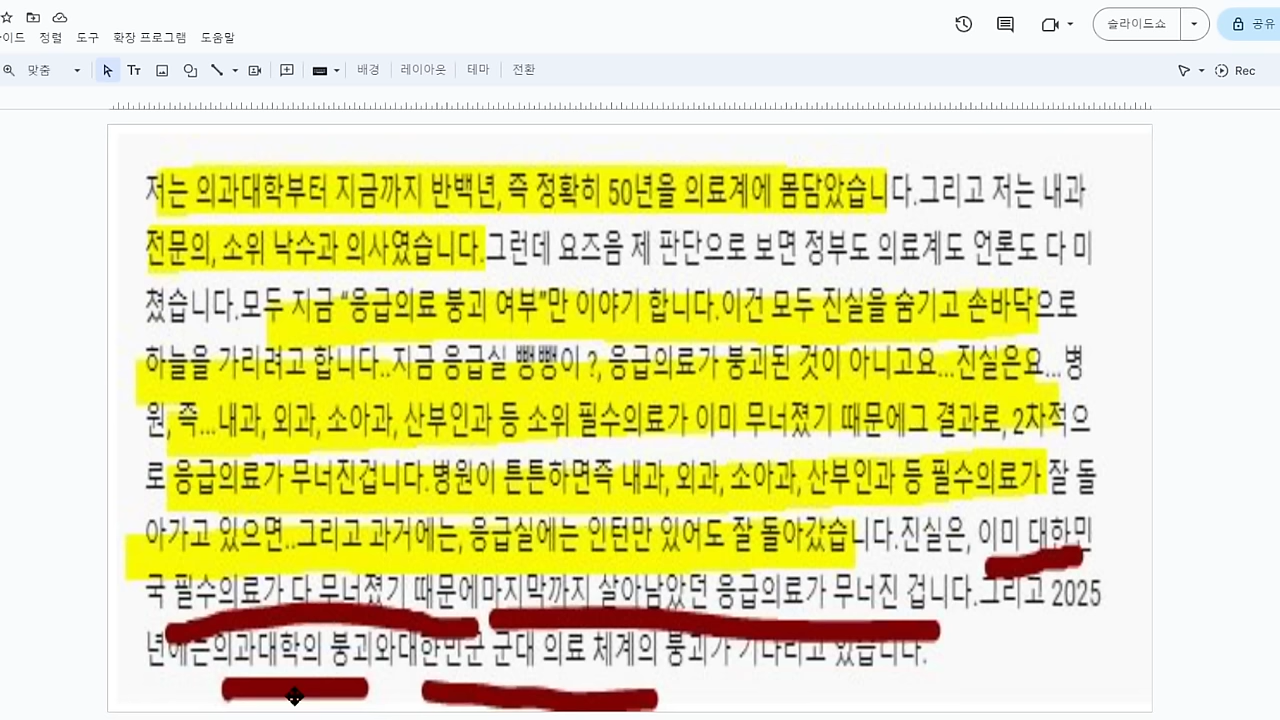 이드 정렬 도구 확장 프로그램 도움말
슬라이드쇼
공유
맞춤
배경 레이아웃 테마 전환
Rec
저는 의과대학부터 지금까지 반백년, 즉 정확히 50년을 의료계에 몸담았습니다.그리고 저는 내과
전문의, 소위 낙수과 의사였습니다.그런데 요즈음 제 판단으로 보면 정부도 의료계도 언론도 다 미
쳤습니다.모두 지금 “응급의료 붕괴 여부”만 이야기 합니다.이건 모두 진실을 숨기고 손바닥으로
하늘을 가리려고 합니다..지금 응급실 뺑뺑이 ?, 응급의료가 붕괴된 것이 아니고요...진실은요...병
원, 즉...내과, 외과, 소아과, 산부인과 등 소위 필수의료가 이미 무너졌기 때문에그 결과로, 2차적으
로 응급의료가 무너진겁니다.병원이 튼튼하면즉 내과, 외과, 소아과, 산부인과 등 필수의료가 잘 돌
아가고 있으면..그리고 과거에는, 응급실에는 인턴만 있어도 잘 돌아갔습니다.진실은, 이미 대한민
국 필수의료가 다 무너졌기 때문에마지막까지 살아남았던 응급의료가 무너진 겁니다.그리고 2025
년에는의과대학의 붕괴와대한민군 군대 의료 체계의 붕괴가 기다리고 있습니다.